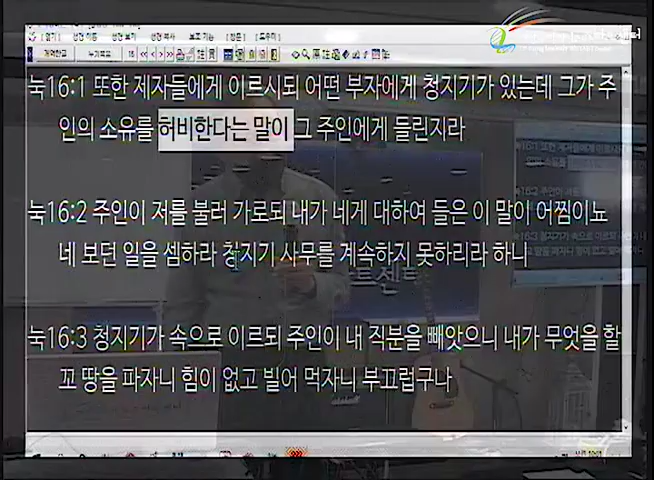 눅16:1 또한 제자들에게 이르시되 어떤 부자에게 청지기가 있는데 그가 주
인의 소유를 허비한다는 말이 그 주인에게 들린지라
눅16:2 주인이 저를 불러 가로되 내가 네게 대하여 들은 이 말이 어찜이뇨
네 보던 일을 셈하라 청지기 사무를 계속하지 못하리라 하니
눅16:3 청지기가 속으로 이르되 주인이 내 직분을 빼앗으니 내가 무엇을 할
꼬 땅을 파자니 힘이 없고 빌어 먹자니 부끄럽구나